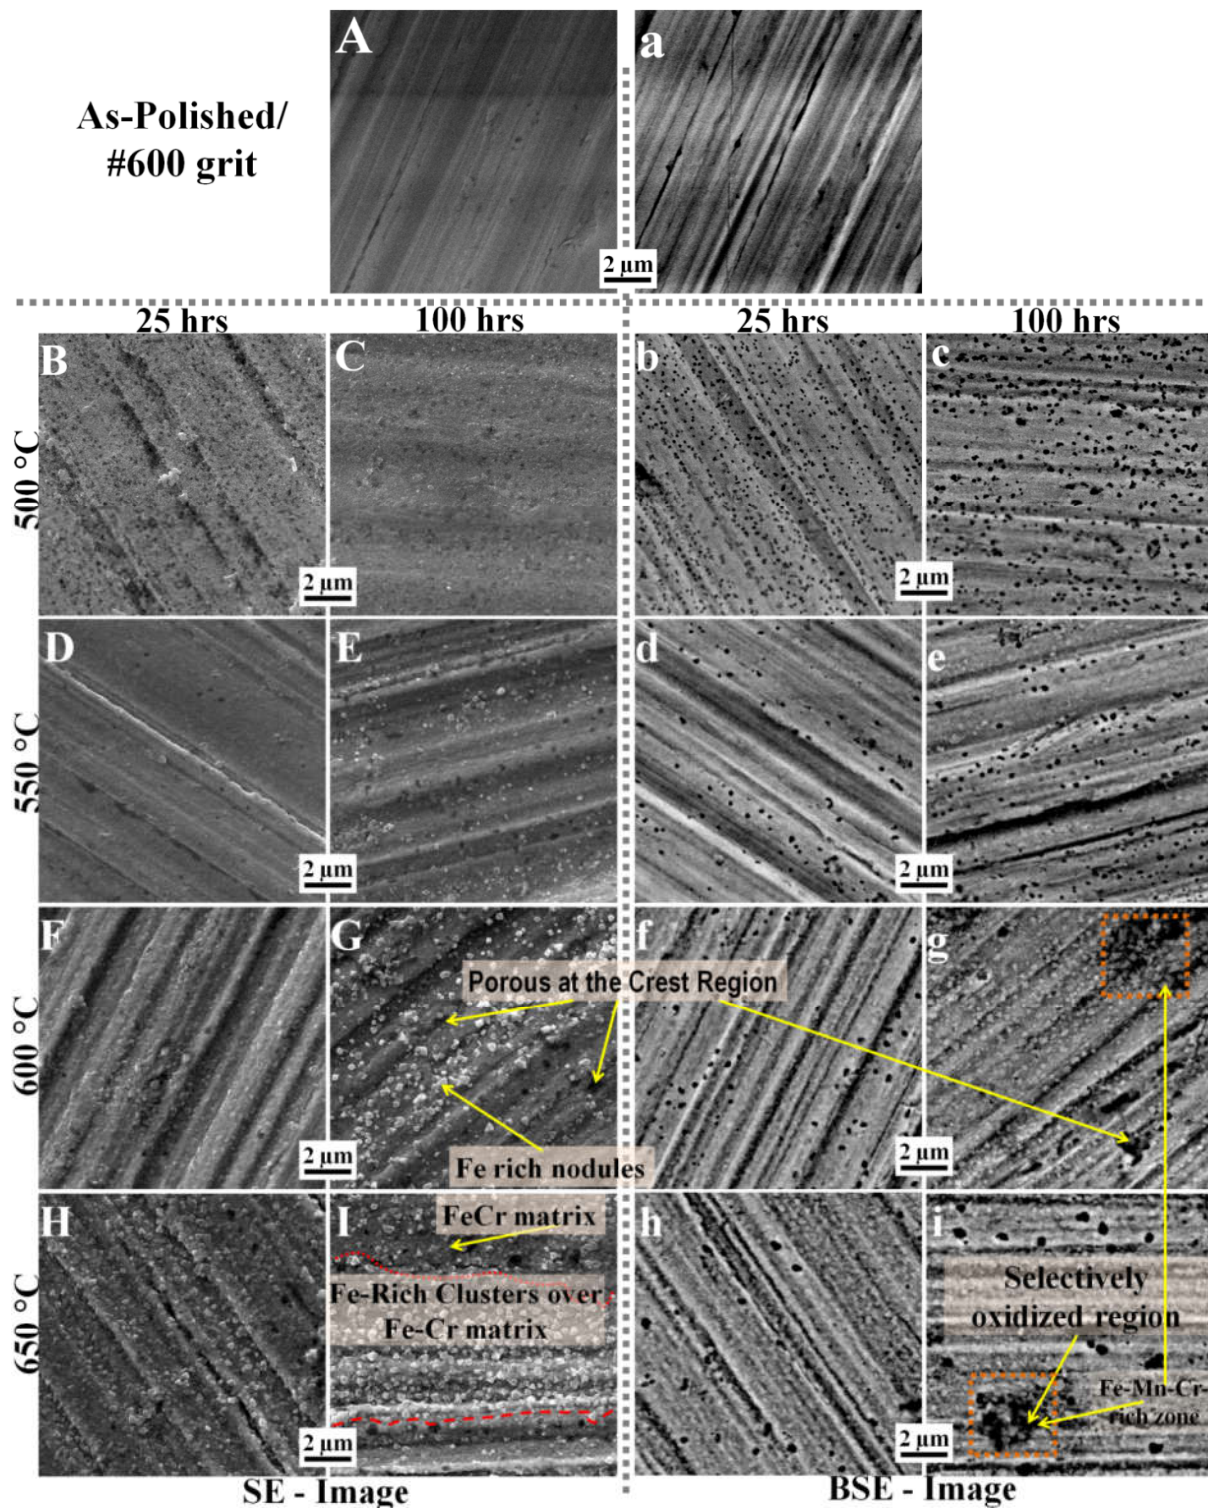 A
a
As-Polished/
#600 grit
2 µm
25 hrs
100 hrs
25 hrs
100 hrs
500 °C
B
C
b
c
2 µm
2 µm
550 °C
D
E
d
e
2 µm
2 µm
600 °C
F
G
f
g
Porous at the Crest Region
Fe rich nodules
2 µm
2 µm
650 °C
H
I
h
i
FeCr matrix
Fe-Rich Clusters over
Fe-Cr matrix
Selectively
oxidized region
Fe-Mn-Cr-
rich zone
2 µm
2 µm
SE - Image
BSE - Image